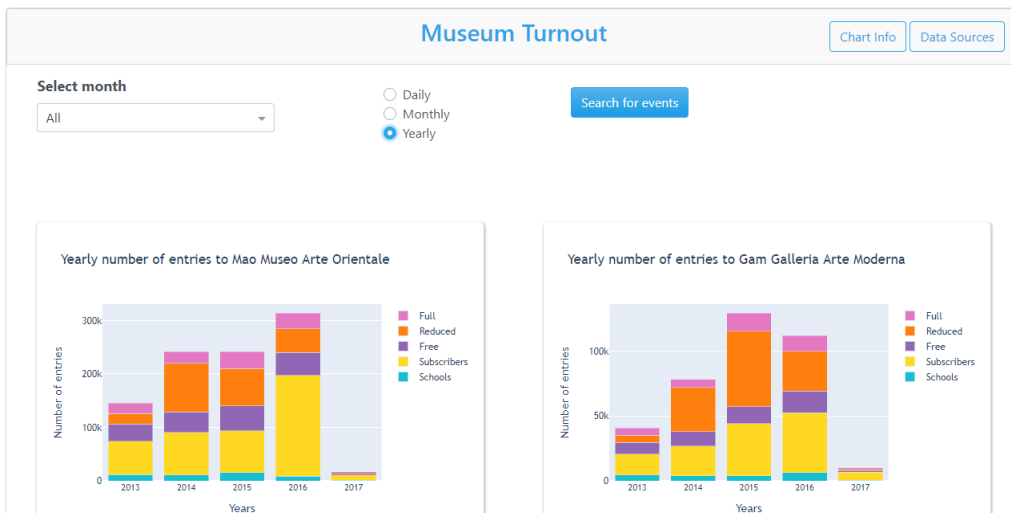 Museum Turnout
Chart Info
Data Sources
Select month
All
Daily
Monthly
Yearly
Search for events
Yearly number of entries to Mao Museo Arte Orientale
Number of entries
300k
200k
100k
0
2013 2014 2015 2016 2017
Years
Full
Reduced
Free
Subscribers
Schools
Yearly number of entries to Gam Galleria Arte Moderna
Number of entries
100k
50k
0
2013 2014 2015 2016 2017
Years
Full
Reduced
Free
Subscribers
Schools